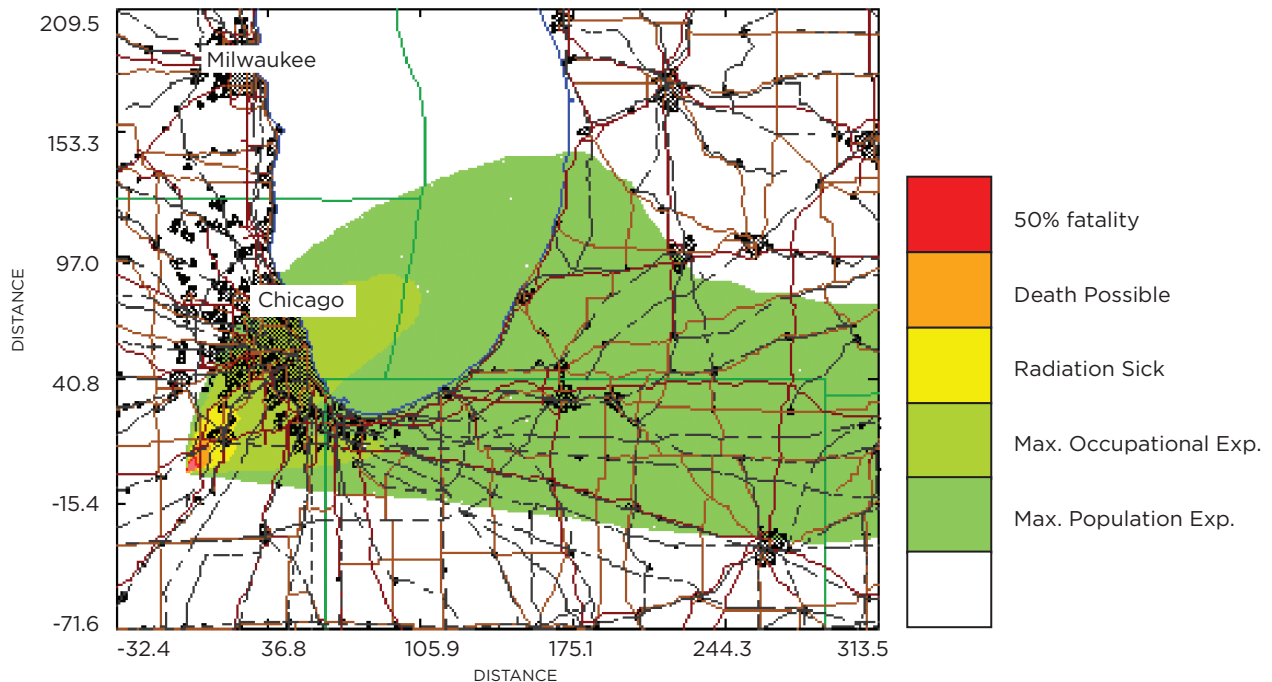 209.5
153.3
97.0
40.8
-15.4
-71.6
DISTANCE
Milwaukee
Chicago
-32.4 36.8 105.9 175.1 244.3 313.5
DISTANCE
50% fatality
Death Possible
Radiation Sick
Max. Occupational Exp.
Max. Population Exp.